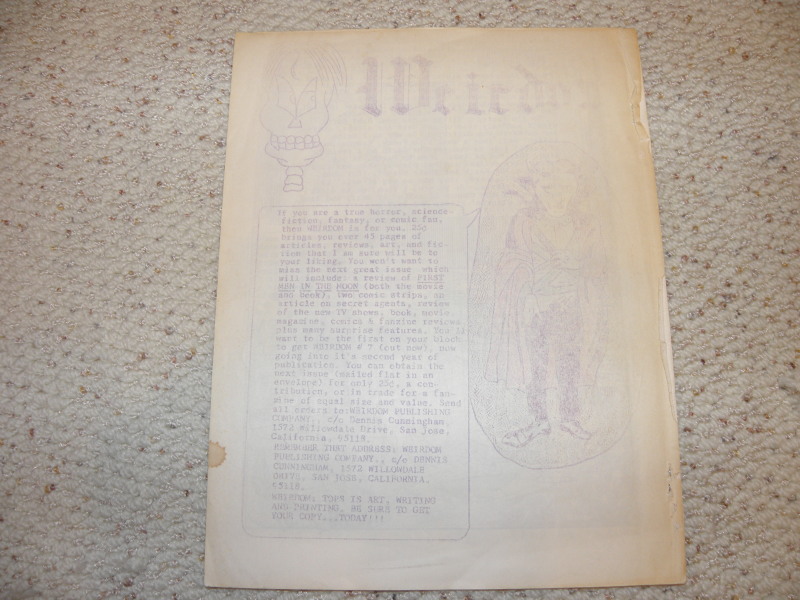 Weirdom
If you are a true horror, science-
fiction, fantasy, or comic fan,
then WEIRDOM is for you. 25¢
brings you over 45 pages of
articles, reviews, art, and fic-
tion that I am sure will be to
your liking. You won't want to
miss the next great issue which
will include: a review of FIRST
MEN IN THE MOON (both the movie
and book), two comic strips, an
article on secret agents, review
of the new TV shows, book, movie
magazine, comics & fanzine reviews
plus many surprise features. You'll
want to be the first on your block
to get WEIRDOM # 7 (out now), now
going into it's second year of
publication. You can obtain the
next issue (mailed flat in an
envelope) for only 25¢, a con-
tribution, or in trade for a fan-
zine of equal size and value. Send
all orders to: WEIRDOM PUBLISHING
COMPANY., c/o Dennis Cunningham,
1572 Willowdale Drive, San Jose,
California, 95118.
REMEMBER THAT ADDRESS: WEIRDOM
PUBLISHING COMPANY., c/o DENNIS
CUNNINGHAM, 1572 WILLOWDALE
DRIVE, SAN JOSE, CALIFORNIA,
95118.
WEIRDOM: TOPS IS ART, WRITING
AND PRINTING. BE SURE TO GET
YOUR COPY...TODAY!!!